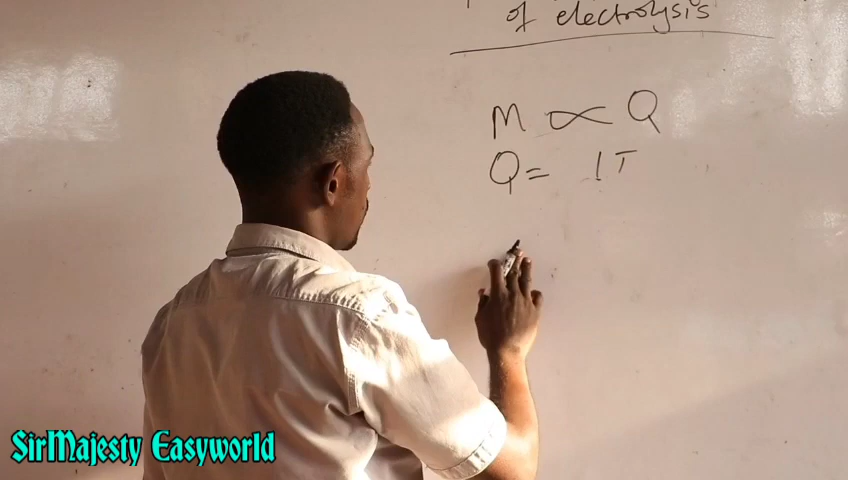 of electrolysis
M ∝ Q
Q = IT
SirMajesty Easyworld